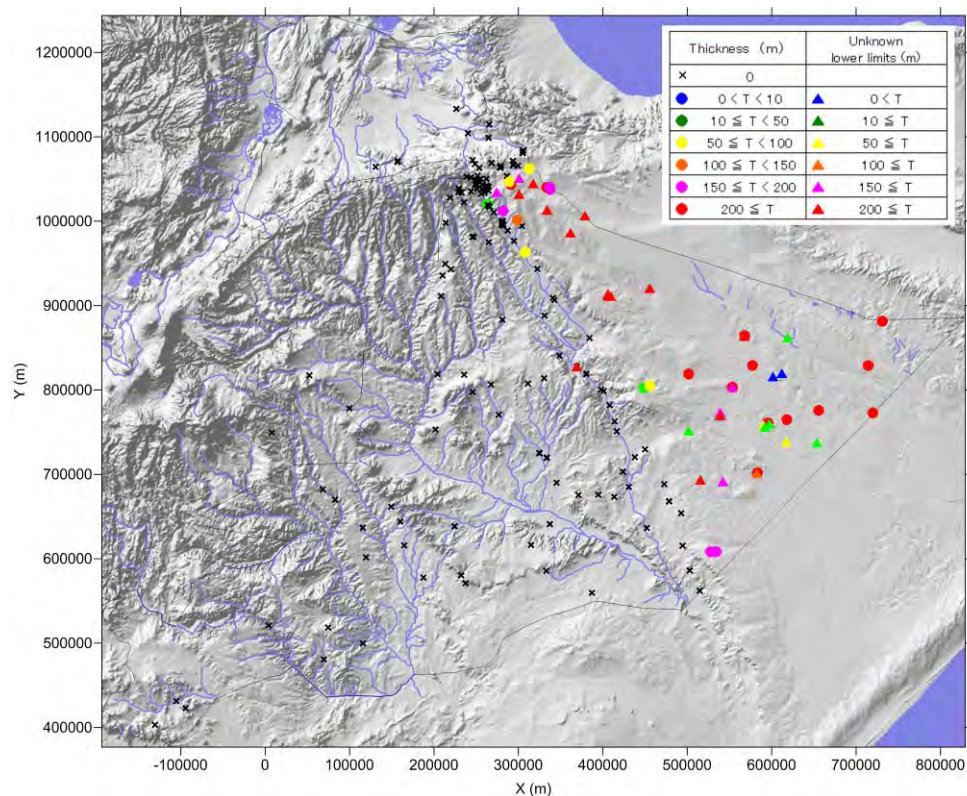 Thickness (m) Unknown lower limits (m)
× 0
0 < T < 10 0 < T
10 ≦ T < 50 10 ≦ T
50 ≦ T < 100 50 ≦ T
100 ≦ T < 150 100 ≦ T
150 ≦ T < 200 150 ≦ T
200 ≦ T 200 ≦ T
1200000
1100000
1000000
900000
800000
700000
600000
500000
400000
Y (m)
-100000 0 100000 200000 300000 400000 500000 600000 700000 800000
X (m)